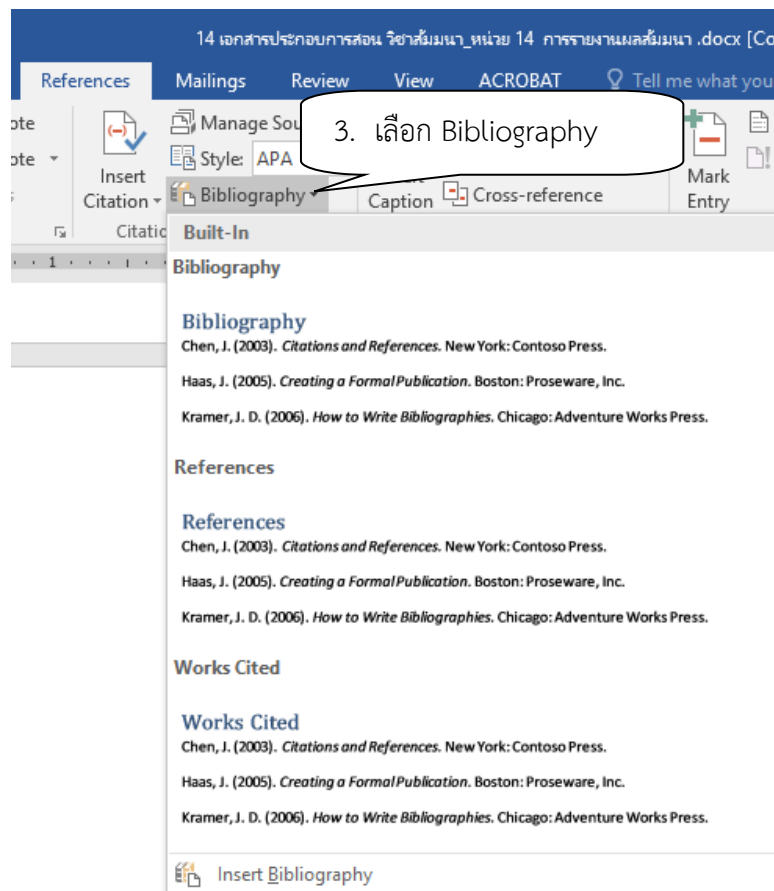 14 เอกสารประกอบการสอน วิชาสัมมนา_หน่วย 14 การรายงานผลสัมมนา .docx [Co
References Mailings Review View ACROBAT Tell me what you
ote Manage Sou
3. เลือก Bibliography
ote Style: APA
Insert
Citation
Bibliography
Caption
Cross-reference
Mark
Entry
Citatio
1
Built-In
Bibliography
Bibliography
Chen, J. (2003). Citations and References. New York: Contoso Press.
Haas, J. (2005). Creating a Formal Publication. Boston: Proseware, Inc.
Kramer, J. D. (2006). How to Write Bibliographies. Chicago: Adventure Works Press.
References
References
Chen, J. (2003). Citations and References. New York: Contoso Press.
Haas, J. (2005). Creating a Formal Publication. Boston: Proseware, Inc.
Kramer, J. D. (2006). How to Write Bibliographies. Chicago: Adventure Works Press.
Works Cited
Works Cited
Chen, J. (2003). Citations and References. New York: Contoso Press.
Haas, J. (2005). Creating a Formal Publication. Boston: Proseware, Inc.
Kramer, J. D. (2006). How to Write Bibliographies. Chicago: Adventure Works Press.
Insert Bibliography